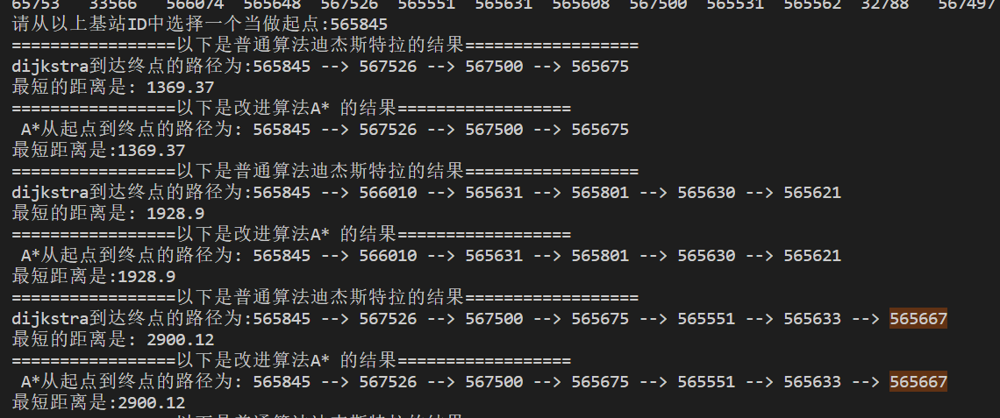 65753 33566 566074 565648 567526 565551 565631 565608 567500 565531 565562 32788 567497
请从以上基站ID中选择一个当做起点:565845
=================以下是普通算法迪杰斯特拉的结果==================
dijkstra到达终点的路径为:565845 --> 567526 --> 567500 --> 565675
最短的距离是: 1369.37
=================以下是改进算法A* 的结果==================
A*从起点到终点的路径为: 565845 --> 567526 --> 567500 --> 565675
最短距离是:1369.37
=================以下是普通算法迪杰斯特拉的结果==================
dijkstra到达终点的路径为:565845 --> 566010 --> 565631 --> 565801 --> 565630 --> 565621
最短的距离是: 1928.9
=================以下是改进算法A* 的结果==================
A*从起点到终点的路径为: 565845 --> 566010 --> 565631 --> 565801 --> 565630 --> 565621
最短距离是:1928.9
=================以下是普通算法迪杰斯特拉的结果==================
dijkstra到达终点的路径为:565845 --> 567526 --> 567500 --> 565675 --> 565551 --> 565633 --> 565667
最短的距离是: 2900.12
=================以下是改进算法A* 的结果==================
A*从起点到终点的路径为: 565845 --> 567526 --> 567500 --> 565675 --> 565551 --> 565633 --> 565667
最短距离是:2900.12